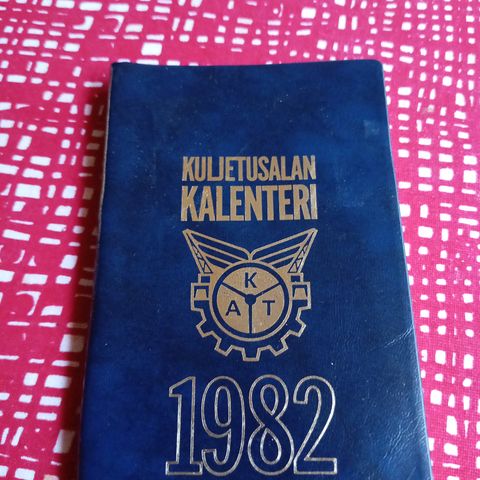 KULJETUSALAN
KALENTERI
K
A T
1982